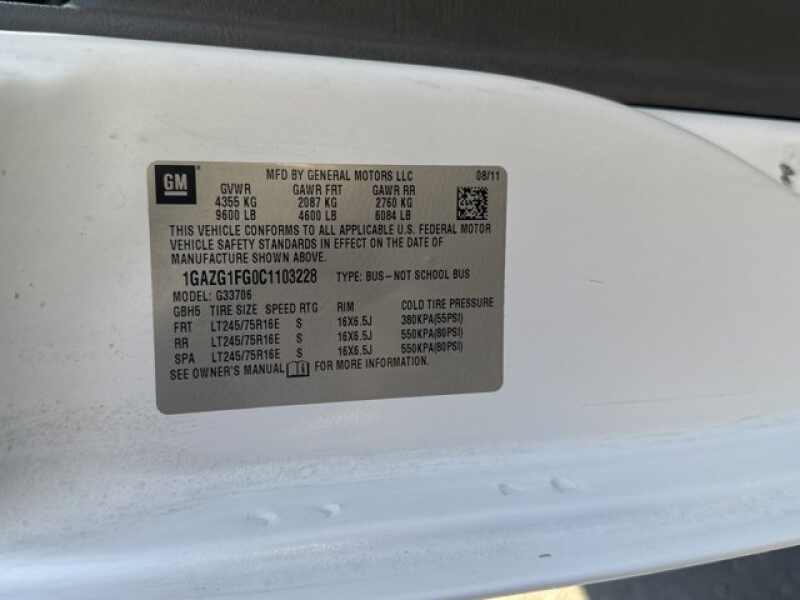 GM
MFD BY GENERAL MOTORS LLC 08/11
GVWR GAWR FRT GAWR RR
4355 KG 2087 KG 2760 KG
9600 LB 4600 LB 6084 LB
THIS VEHICLE CONFORMS TO ALL APPLICABLE U.S. FEDERAL MOTOR
VEHICLE SAFETY STANDARDS IN EFFECT ON THE DATE OF
MANUFACTURE SHOWN ABOVE.
1GAZG1FG0C1103228 TYPE: BUS-NOT SCHOOL BUS
MODEL: G33706
GBH5 TIRE SIZE SPEED RTG RIM COLD TIRE PRESSURE
FRT LT245/75R16E S 16X6.5J 380KPA(55PSI)
RR LT245/75R16E S 16X6.5J 550KPA(80PSI)
SPA LT245/75R16E S 16X6.5J 550KPA(80PSI)
SEE OWNER'S MANUAL FOR MORE INFORMATION.